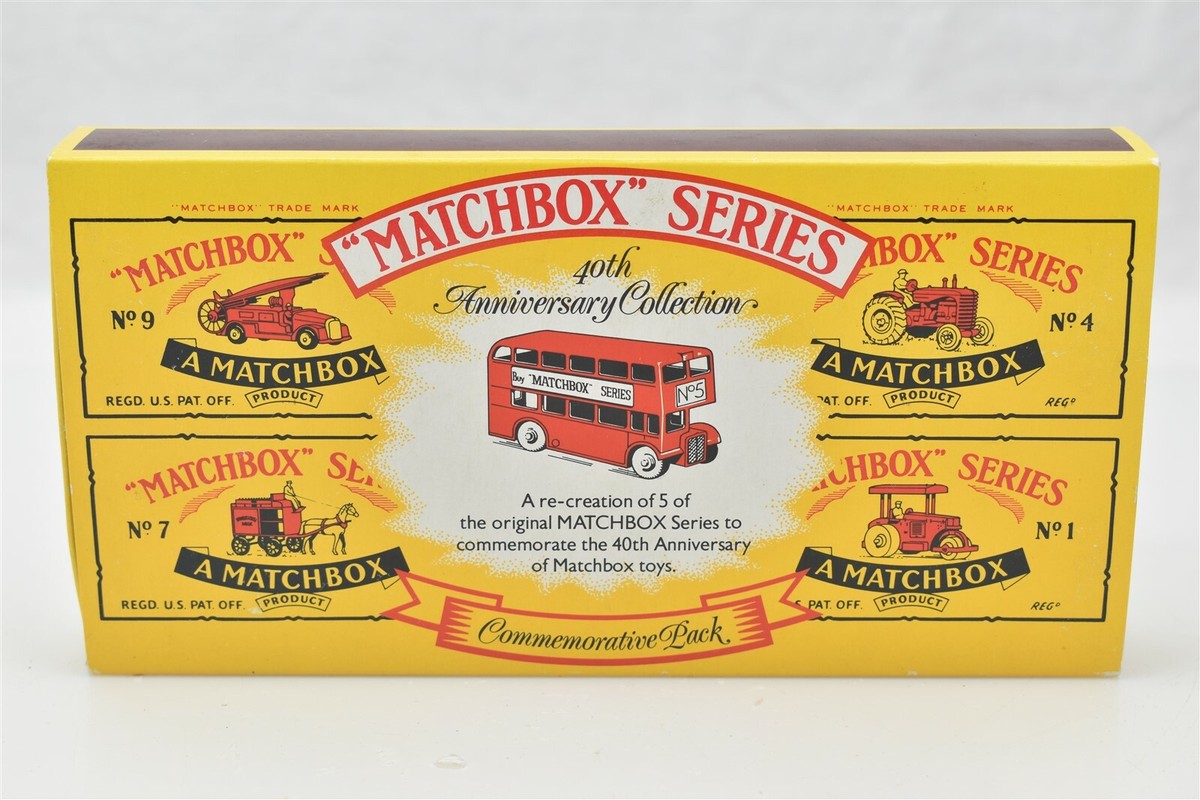 "MATCHBOX" SERIES
40th
Anniversary Collection
Buy "MATCHBOX" SERIES
Nº5
A re-creation of 5 of
the original MATCHBOX Series to
commemorate the 40th Anniversary
of Matchbox toys.
Commemorative Pack.
"MATCHBOX" TRADE MARK
"MATCHBOX" S
Nº 9
A MATCHBOX
PRODUCT
REGD. U.S. PAT. OFF.
"MATCHBOX" TRADE MARK
HBOX" SERIES
Nº 4
A MATCHBOX
PRODUCT
PAT. OFF.
REGD
"MATCHBOX" SE
Nº 7
A MATCHBOX
PRODUCT
REGD. U.S. PAT. OFF.
CHBOX" SERIES
Nº 1
A MATCHBOX
PRODUCT
S. PAT. OFF.
REGD